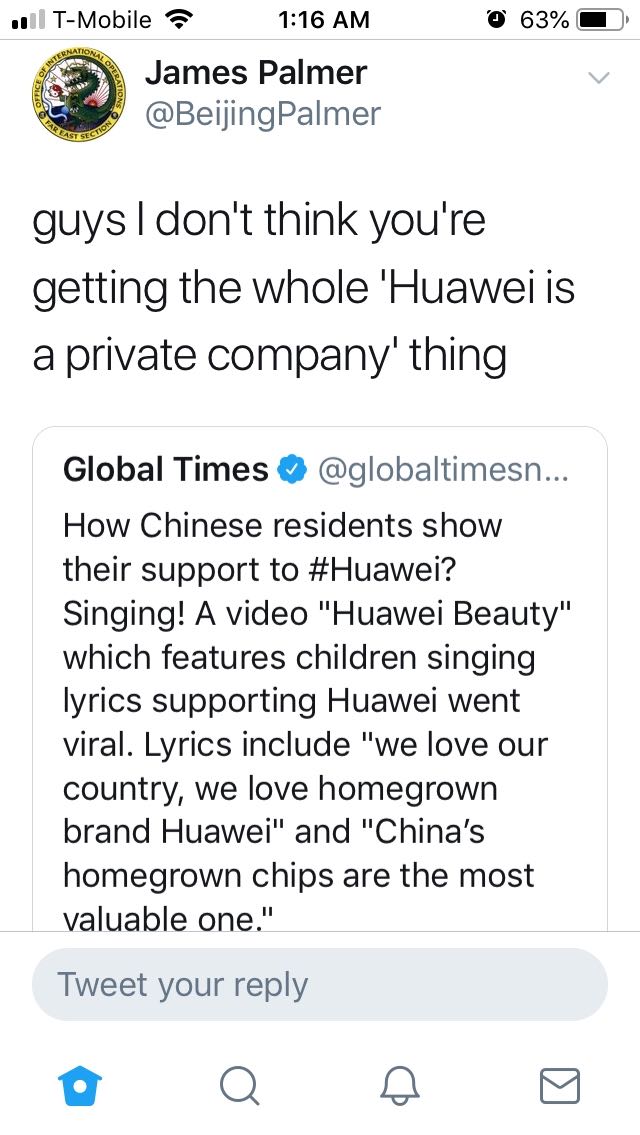 T-Mobile 1:16 AM 63%
OFFICE OF INTERNATIONAL OPERATIONS
FAR EAST SECTION
James Palmer
@BeijingPalmer
guys I don't think you're
getting the whole 'Huawei is
a private company' thing
Global Times @globaltimesn...
How Chinese residents show
their support to #Huawei?
Singing! A video "Huawei Beauty"
which features children singing
lyrics supporting Huawei went
viral. Lyrics include "we love our
country, we love homegrown
brand Huawei" and "China’s
homegrown chips are the most
valuable one."
Tweet your reply